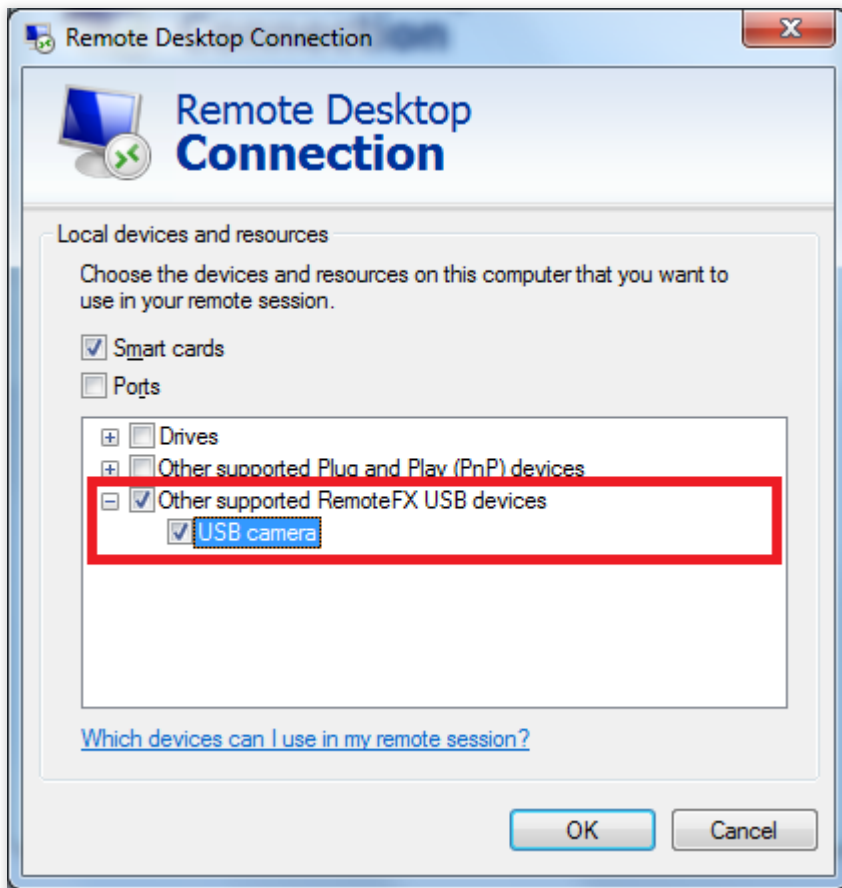 Remote Desktop Connection
Remote Desktop
Connection
Local devices and resources
Choose the devices and resources on this computer that you want to
use in your remote session.
Smart cards
Ports
Drives
Other supported Plug and Play (PnP) devices
Other supported RemoteFX USB devices
USB camera
Which devices can I use in my remote session?
OK
Cancel